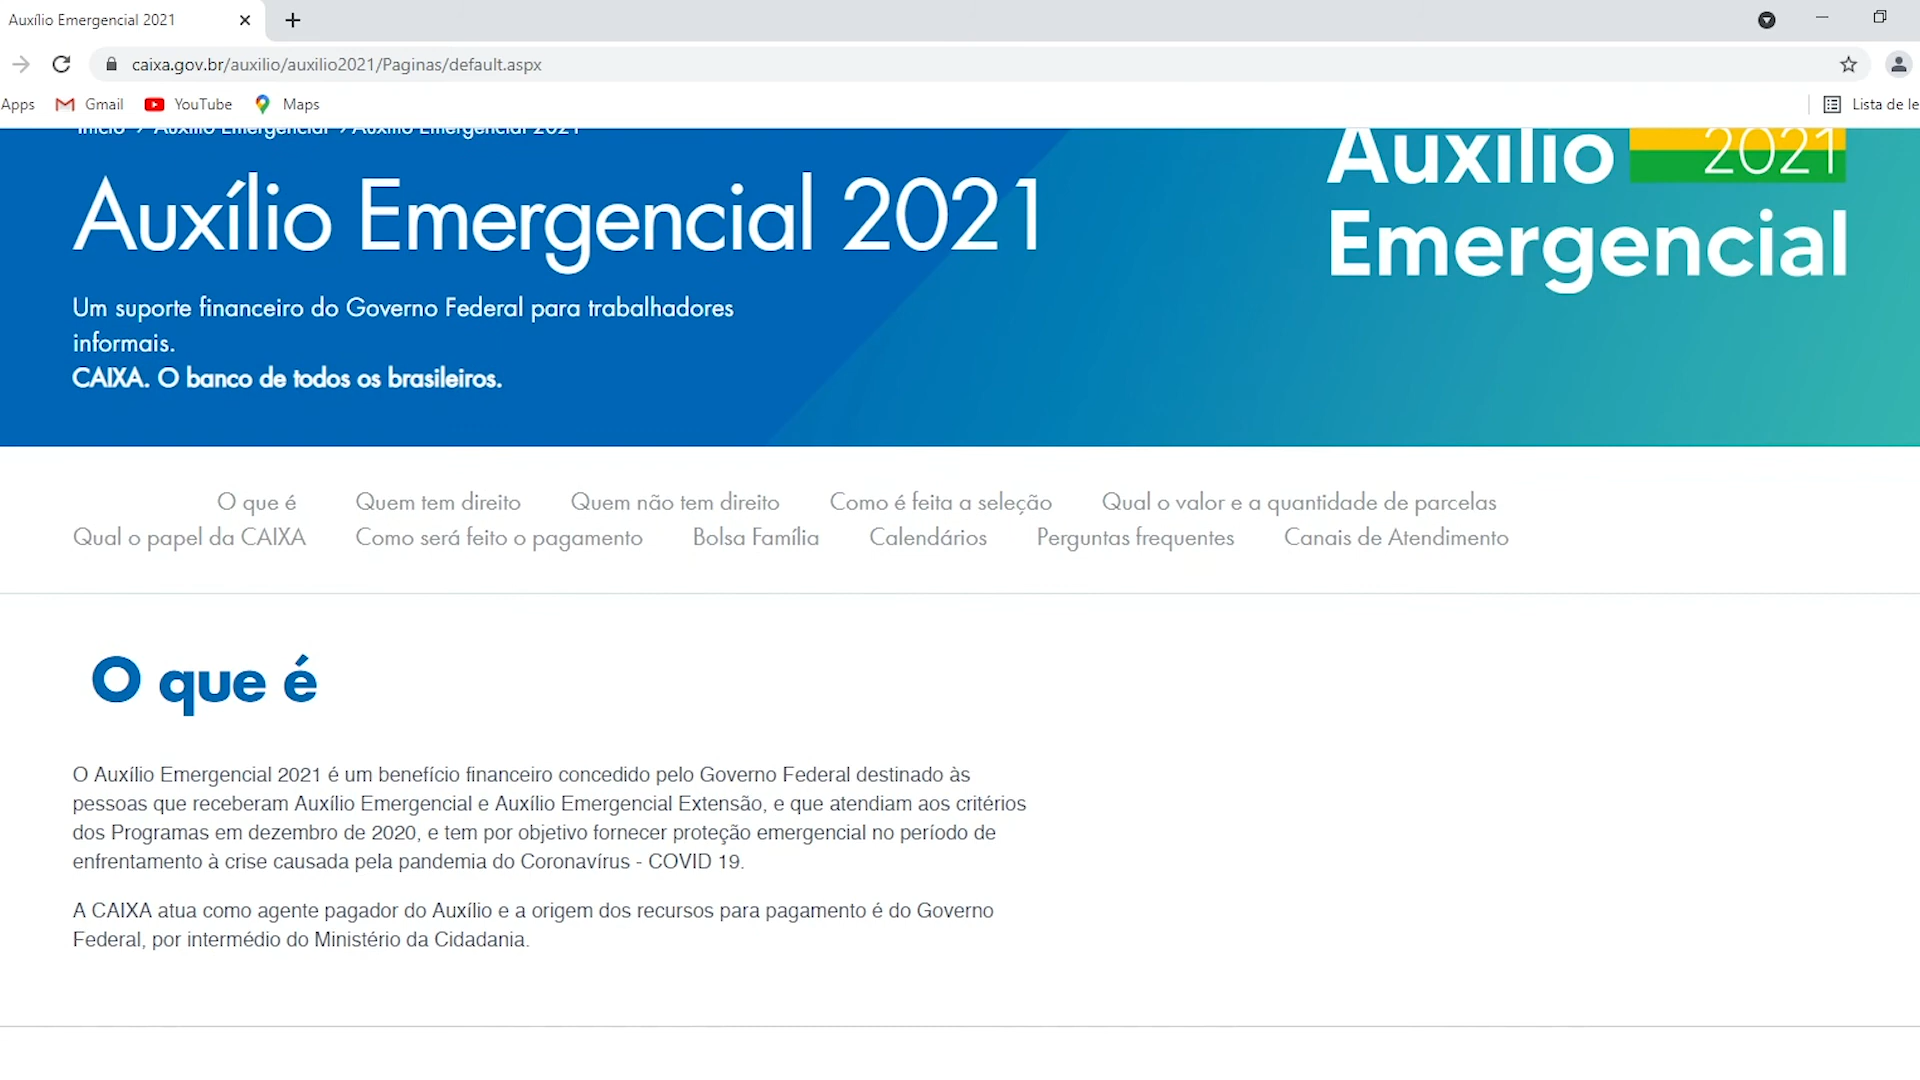 Auxílio Emergencial 2021
caixa.gov.br/auxilio/auxilio2021/Paginas/default.aspx
Apps Gmail YouTube Maps Lista de le
Início > Auxílio Emergencial > Auxílio Emergencial 2021
Auxílio 2021
Emergencial
Auxílio Emergencial 2021
Um suporte financeiro do Governo Federal para trabalhadores
informais.
CAIXA. O banco de todos os brasileiros.
O que é Quem tem direito Quem não tem direito Como é feita a seleção Qual o valor e a quantidade de parcelas
Qual o papel da CAIXA Como será feito o pagamento Bolsa Família Calendários Perguntas frequentes Canais de Atendimento
O que é
O Auxílio Emergencial 2021 é um benefício financeiro concedido pelo Governo Federal destinado às
pessoas que receberam Auxílio Emergencial e Auxílio Emergencial Extensão, e que atendiam aos critérios
dos Programas em dezembro de 2020, e tem por objetivo fornecer proteção emergencial no período de
enfrentamento à crise causada pela pandemia do Coronavírus - COVID 19.
A CAIXA atua como agente pagador do Auxílio e a origem dos recursos para pagamento é do Governo
Federal, por intermédio do Ministério da Cidadania.